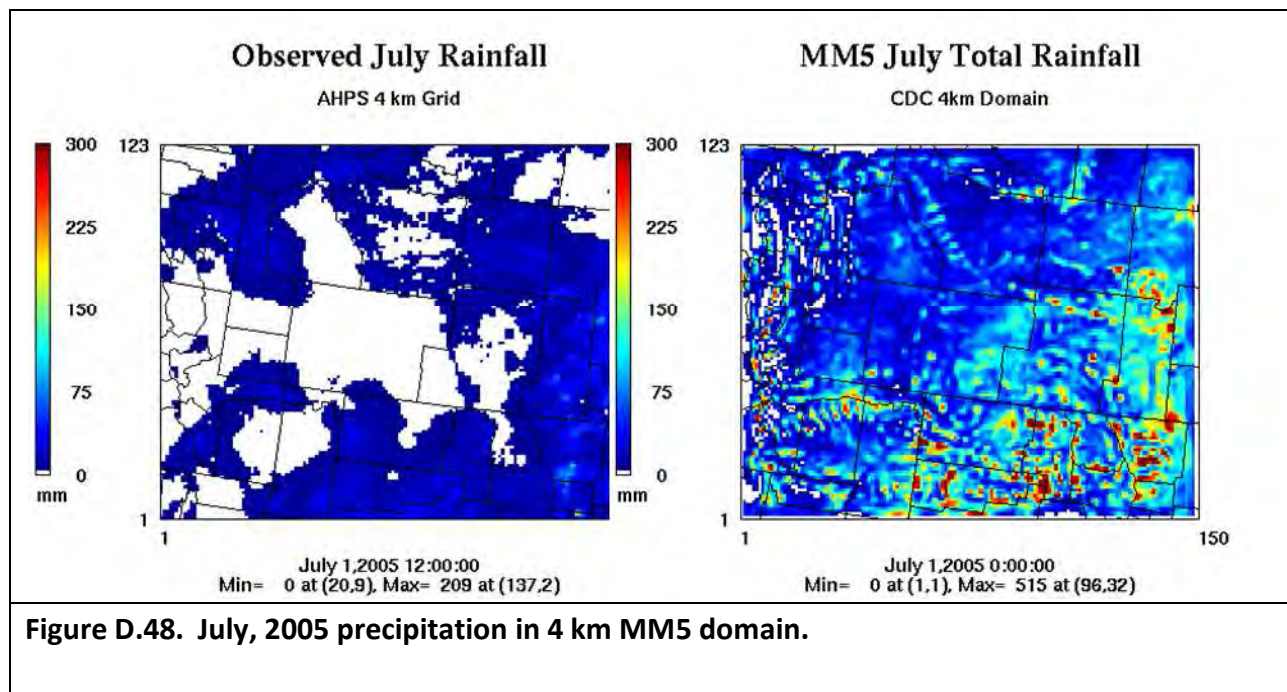 Observed July Rainfall
AHPS 4 km Grid
300
225
150
75
0
mm
123
1
1
July 1,2005 12:00:00
Min= 0 at (20,9), Max= 209 at (137,2)
MM5 July Total Rainfall
CDC 4km Domain
300
225
150
75
0
mm
123
1
1
150
July 1,2005 0:00:00
Min= 0 at (1,1), Max= 515 at (96,32)
Figure D.48. July, 2005 precipitation in 4 km MM5 domain.